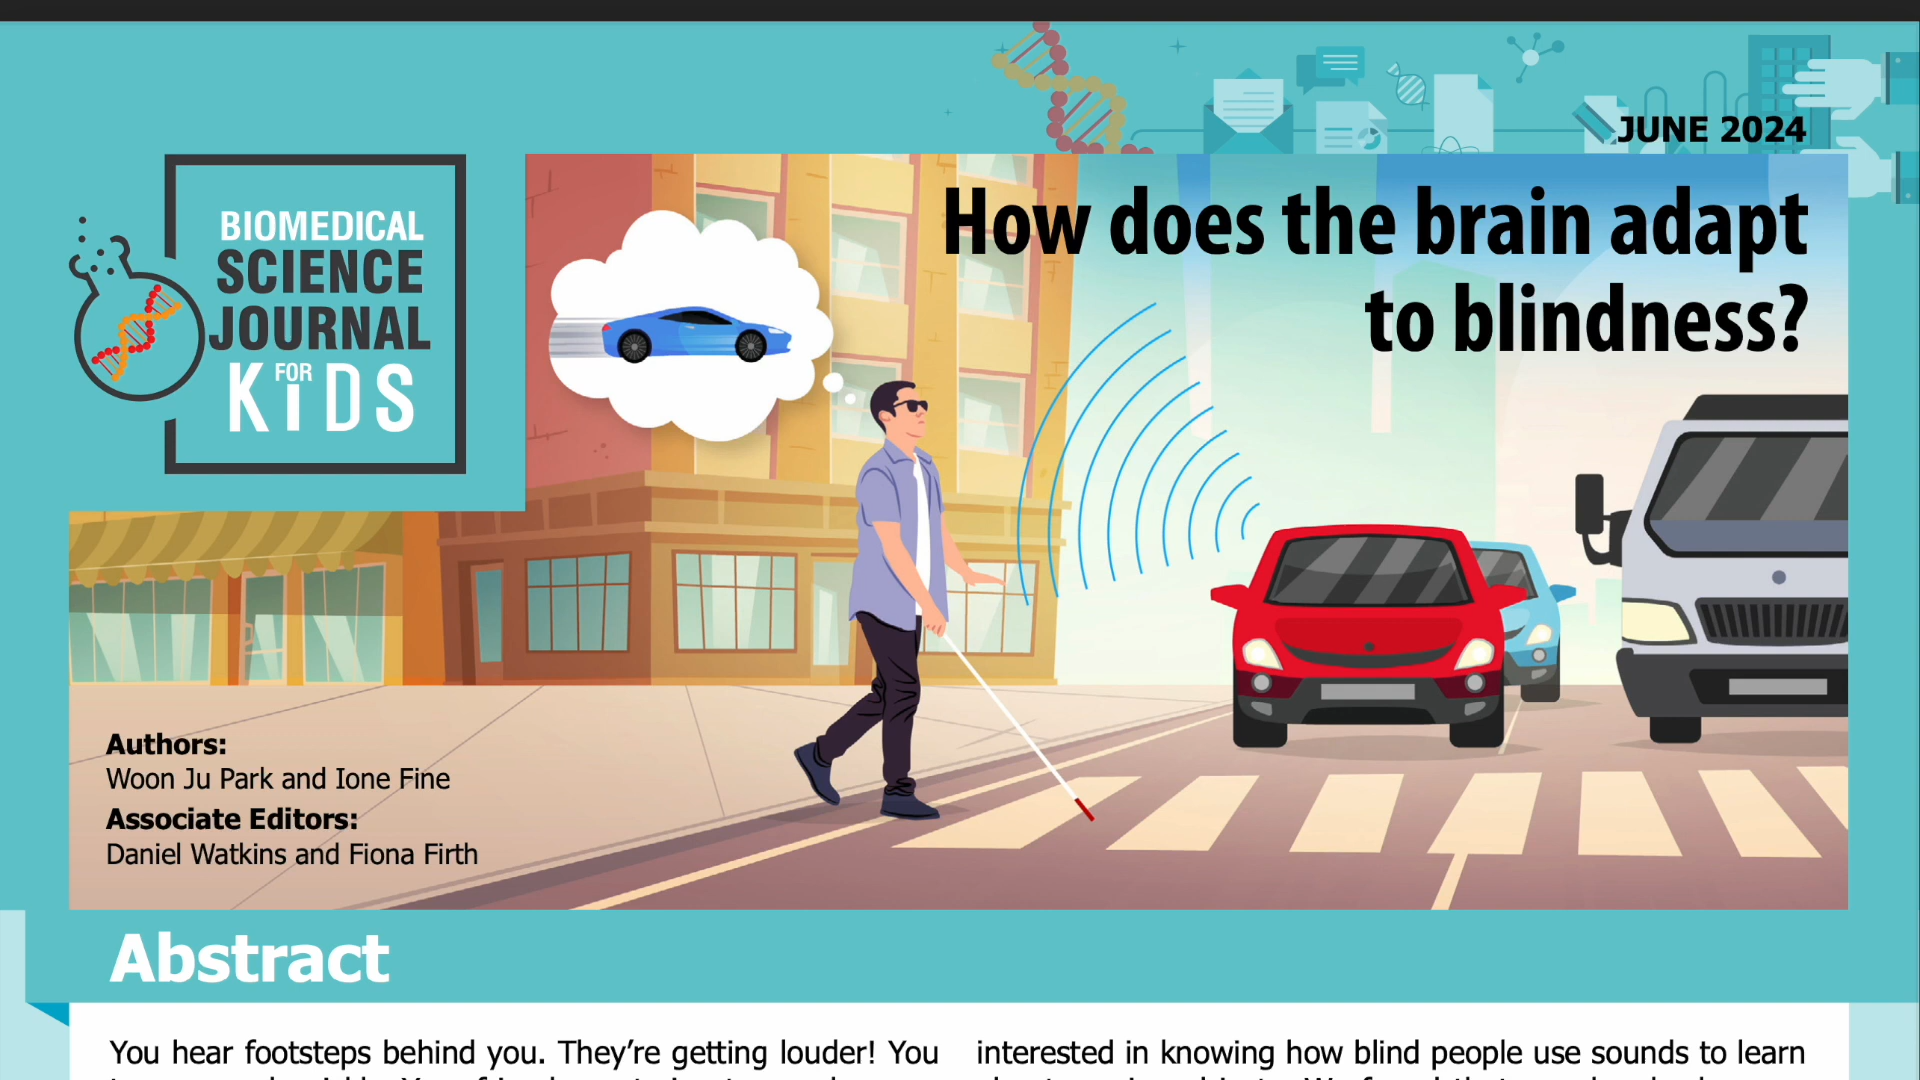 JUNE 2024
BIOMEDICAL
SCIENCE
JOURNAL
FOR
KiDS
How does the brain adapt
to blindness?
Authors:
Woon Ju Park and Ione Fine
Associate Editors:
Daniel Watkins and Fiona Firth
Abstract
You hear footsteps behind you. They’re getting louder! You
interested in knowing how blind people use sounds to learn